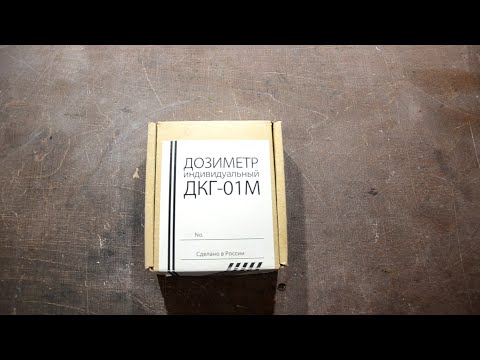 ДОЗИМЕТР
индивидуальный
ДКГ-01М
No.
Сделано в России